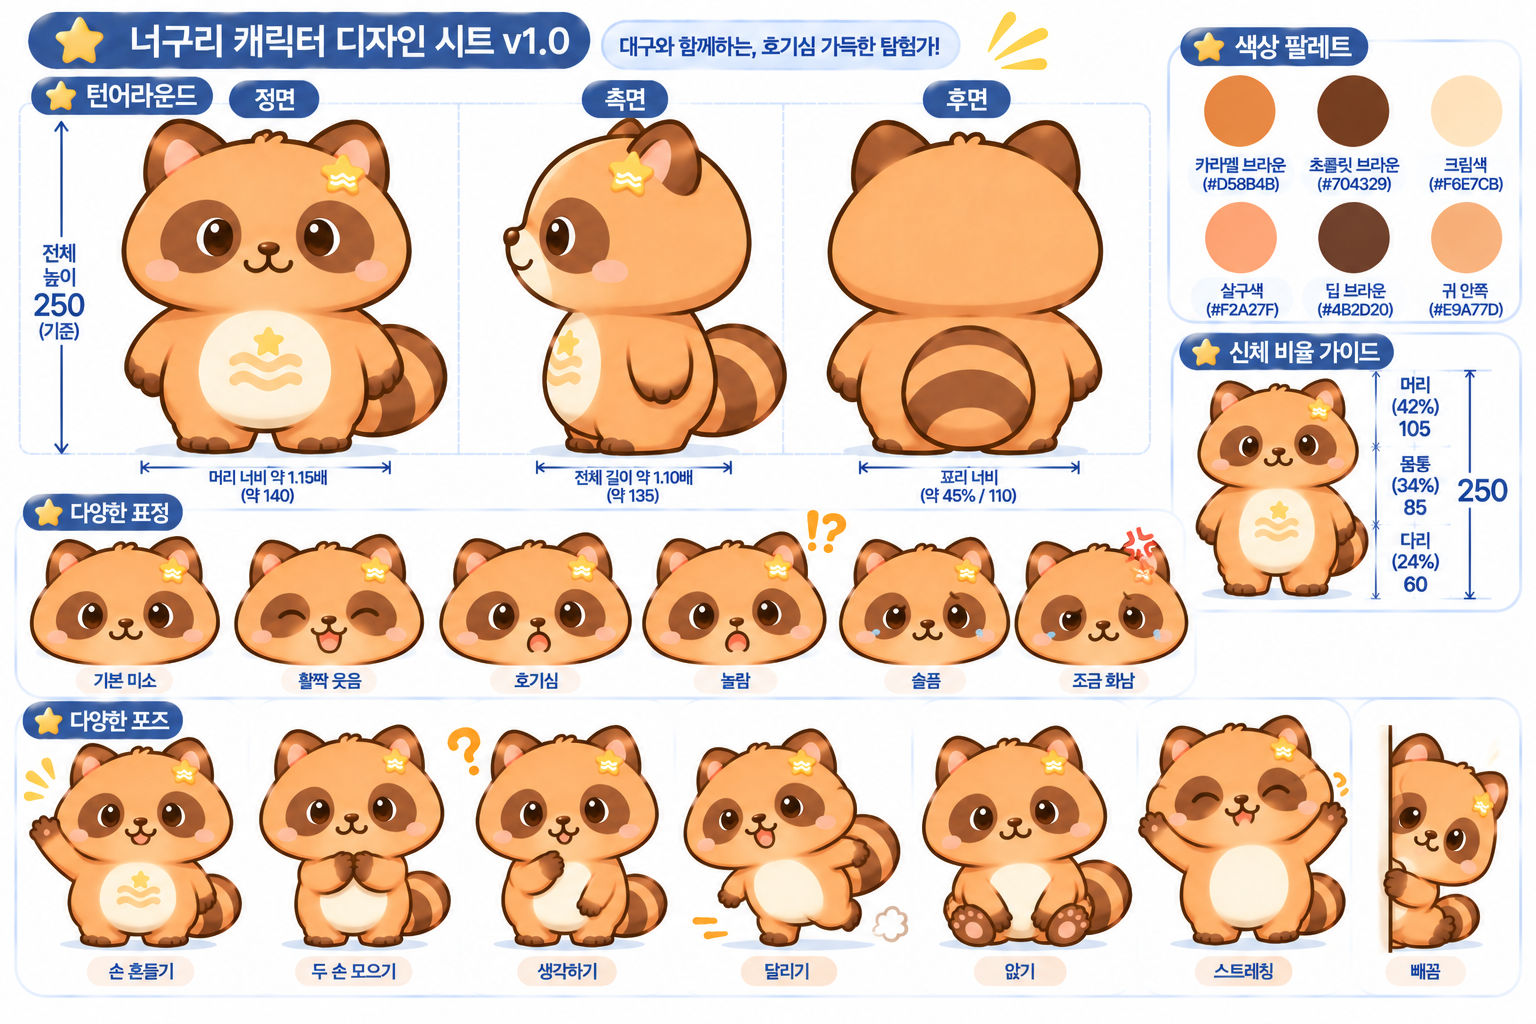 너구리 캐릭터 디자인 시트 v1.0
대구와 함께하는, 호기심 가득한 탐험가!
턴어라운드
정면
측면
후면
전체
높이
250
(기준)
머리 너비 약 1.15배
(약 140)
전체 길이 약 1.10배
(약 135)
꼬리 너비
(약 45% / 110)
색상 팔레트
카라멜 브라운
(#D58B4B)
초콜릿 브라운
(#704329)
크림색
(#F6E7CB)
살구색
(#F2A27F)
딥 브라운
(#4B2D20)
귀 안쪽
(#E9A77D)
신체 비율 가이드
머리
(42%)
105
몸통
(34%)
85
다리
(24%)
60
250
다양한 표정
!?
기본 미소
활짝 웃음
호기심
놀람
슬픔
조금 화남
다양한 포즈
?
손 흔들기
두 손 모으기
생각하기
달리기
앉기
스트레칭
빼꼼